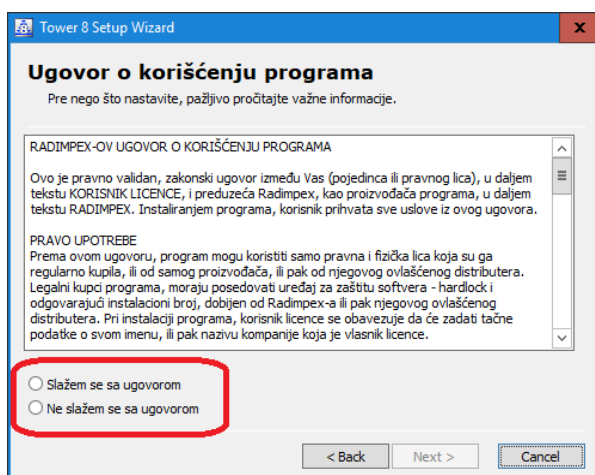 Tower 8 Setup Wizard
x
Ugovor o korišćenju programa
Pre nego što nastavite, pažljivo pročitajte važne informacije.
RADIMPEX-OV UGOVOR O KORIŠĆENJU PROGRAMA
Ovo je pravno validan, zakonski ugovor između Vas (pojedinca ili pravnog lica), u daljem
tekstu KORISNIK LICENCE, i preduzeća Radimpex, kao proizvođača programa, u daljem
tekstu RADIMPEX. Instaliranjem programa, korisnik prihvata sve uslove iz ovog ugovora.
PRAVO UPOTREBE
Prema ovom ugovoru, program mogu koristiti samo pravna i fizička lica koja su ga
regularno kupila, ili od samog proizvođača, ili pak od njegovog ovlašćenog distributera.
Legalni kupci programa, moraju posedovati uređaj za zaštitu softvera - hardlock i
odgovarajući instalacioni broj, dobijen od Radimpex-a ili pak njegovog ovlašćenog
distributera. Pri instalaciji programa, korisnik licence se obavezuje da će zadati tačne
podatke o svom imenu, ili pak nazivu kompanije koja je vlasnik licence.
Slažem se sa ugovorom
Ne slažem se sa ugovorom
< Back
Next >
Cancel